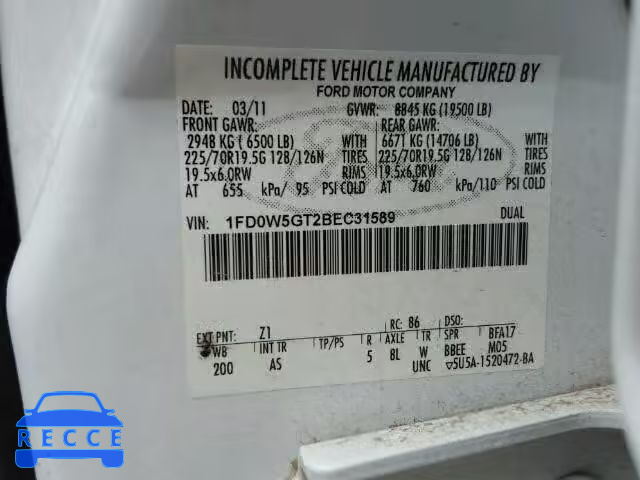 INCOMPLETE VEHICLE MANUFACTURED BY
FORD MOTOR COMPANY
DATE: 03/11 GVWR: 8845 KG (19500 LB)
FRONT GAWR: REAR GAWR:
2948 KG ( 6500 LB) WITH 6671 KG (14706 LB) WITH
225/70R19.5G 128/126N TIRES 225/70R19.5G 128/126N TIRES
19.5x6.0RW RIMS 19.5x6.0RW RIMS
AT 655 kPa/ 95 PSI COLD AT 760 kPa/110 PSI COLD
VIN: 1FD0W5GT2BEC31589 DUAL
EXT PNT: Z1 RC: 86 DSO:
WB INT TR TP/PS R AXLE TR SPR BFA17
200 AS 5 8L W BBEE M05
UNC 5U5A-1520472-BA
RECCE